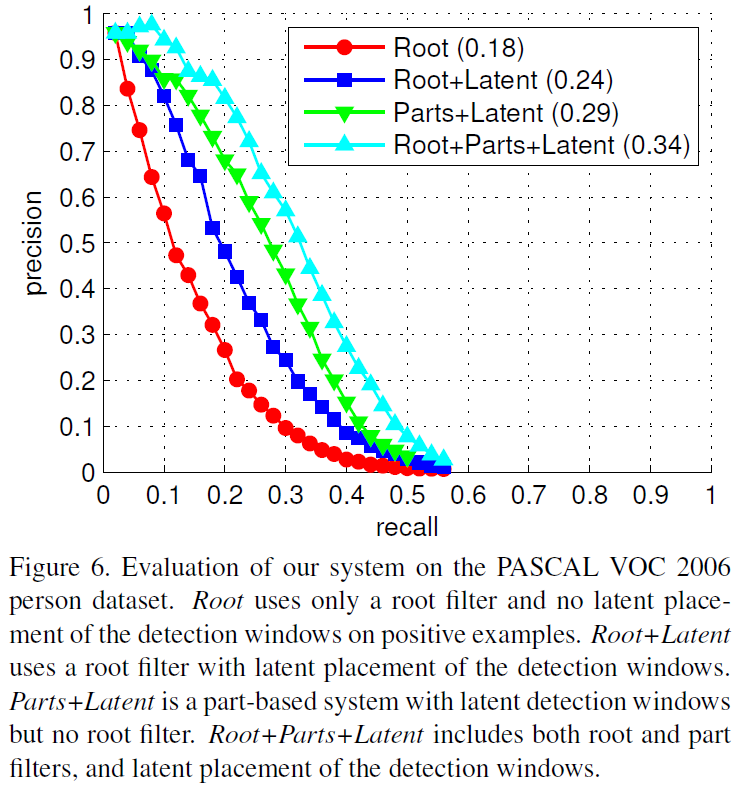 1
0.9
0.8
0.7
0.6
0.5
0.4
0.3
0.2
0.1
0
precision
Root (0.18)
Root+Latent (0.24)
Parts+Latent (0.29)
Root+Parts+Latent (0.34)
0 0.1 0.2 0.3 0.4 0.5 0.6 0.7 0.8 0.9 1
recall
Figure 6. Evaluation of our system on the PASCAL VOC 2006
person dataset. Root uses only a root filter and no latent place-
ment of the detection windows on positive examples. Root+Latent
uses a root filter with latent placement of the detection windows.
Parts+Latent is a part-based system with latent detection windows
but no root filter. Root+Parts+Latent includes both root and part
filters, and latent placement of the detection windows.